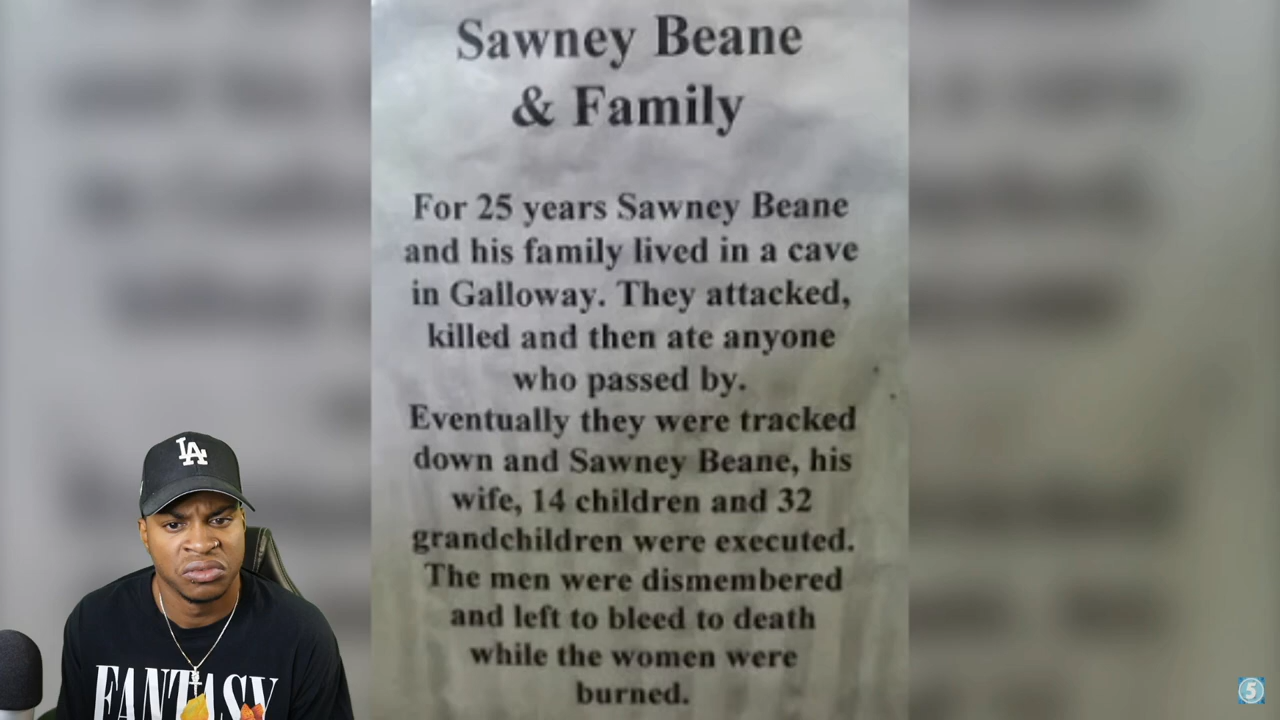 Sawney Beane
& Family
For 25 years Sawney Beane
and his family lived in a cave
in Galloway. They attacked,
killed and then ate anyone
who passed by.
Eventually they were tracked
down and Sawney Beane, his
wife, 14 children and 32
grandchildren were executed.
The men were dismembered
and left to bleed to death
while the women were
burned.
LA
FANTASY
5